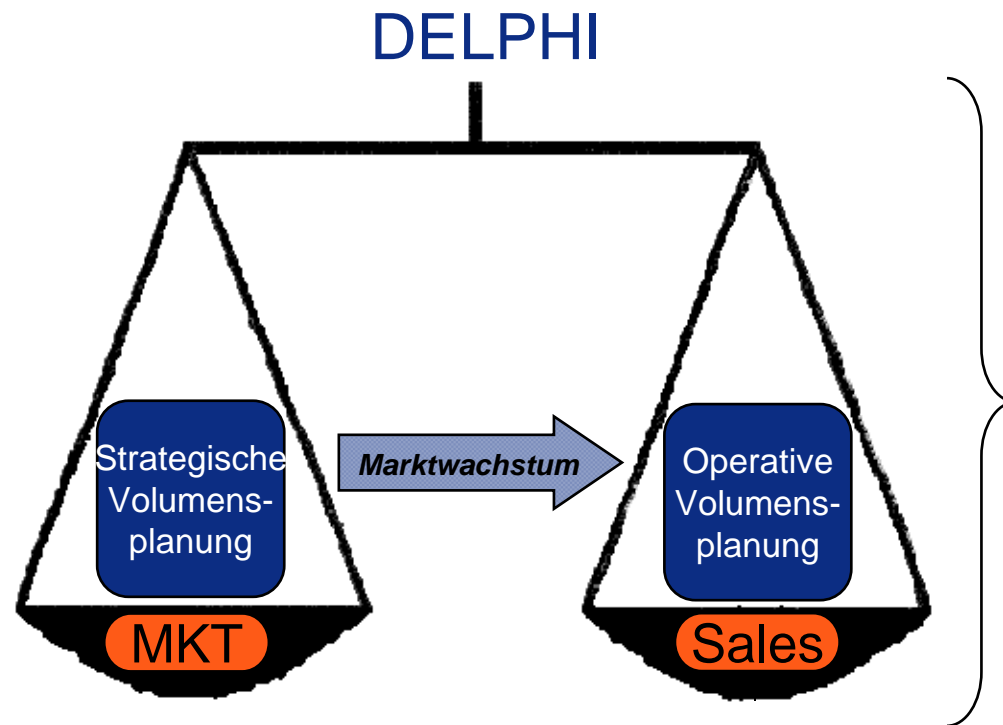 DELPHI
Strategische
Volumens-
planung
Marktwachstum
Operative
Volumens-
planung
MKT
Sales